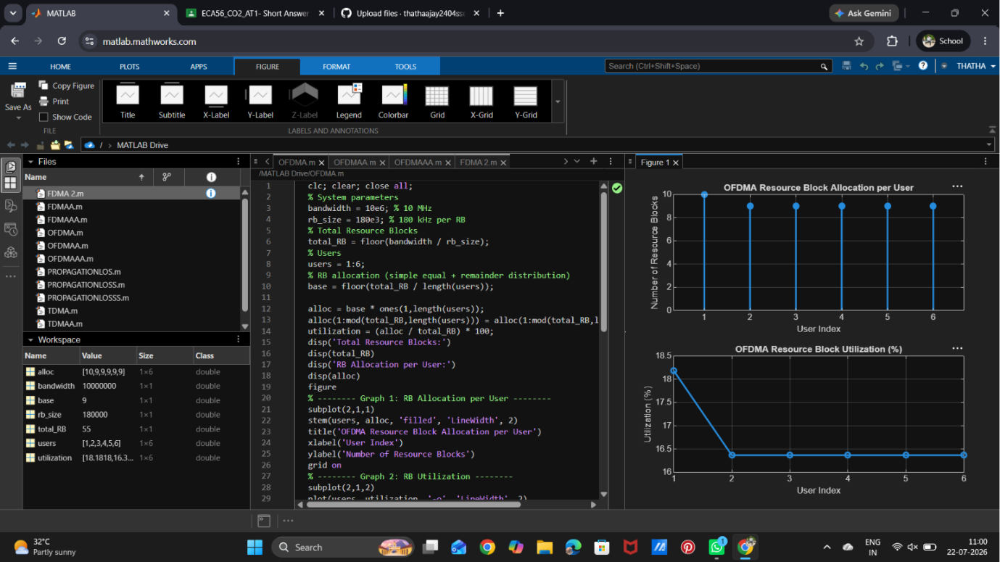 MATLAB
ECA56_CO2_AT1- Short Answer
Upload files · thathaajay2404sse
Ask Gemini
matlab.mathworks.com
School
HOME PLOTS APPS FIGURE FORMAT TOOLS
Search (Ctrl+Shift+Space)
THATHA
Save As
Copy Figure
Print
Show Code
FILE
Title Subtitle X-Label Y-Label Z-Label Legend Colorbar Grid X-Grid Y-Grid
LABELS AND ANNOTATIONS
/ > MATLAB Drive
Files
Name
FDMA 2.m
FDMAA.m
FDMAAA.m
OFDMA.m
OFDMAA.m
OFDMAAA.m
PROPAGATIONLOS.m
PROPAGATIONLOSS.m
PROPAGATIONLOSSS.m
TDMA.m
TDMAA.m
Workspace
Name Value Size Class
alloc [10,9,9,9,9,9] 1×6 double
bandwidth 10000000 1×1 double
base 9 1×1 double
rb_size 180000 1×1 double
total_RB 55 1×1 double
users [1,2,3,4,5,6] 1×6 double
utilization [18.1818,16.3... 1×6 double
OFDMA.m OFDMAA.m OFDMAAA.m FDMA 2.m
/MATLAB Drive/OFDMA.m
1 clc; clear; close all;
2 % System parameters
3 bandwidth = 10e6; % 10 MHz
4 rb_size = 180e3; % 180 kHz per RB
5 % Total Resource Blocks
6 total_RB = floor(bandwidth / rb_size);
7 % Users
8 users = 1:6;
9 % RB allocation (simple equal + remainder distribution)
10 base = floor(total_RB / length(users));
11
12 alloc = base * ones(1,length(users));
13 alloc(1:mod(total_RB,length(users))) = alloc(1:mod(total_RB,l
14 utilization = (alloc / total_RB) * 100;
15 disp('Total Resource Blocks:')
16 disp(total_RB)
17 disp('RB Allocation per User:')
18 disp(alloc)
19 figure
20 % -------- Graph 1: RB Allocation per User --------
21 subplot(2,1,1)
22 stem(users, alloc, 'filled', 'LineWidth', 2)
23 title('OFDMA Resource Block Allocation per User')
24 xlabel('User Index')
25 ylabel('Number of Resource Blocks')
26 grid on
27 % -------- Graph 2: RB Utilization --------
28 subplot(2,1,2)
29 plot(users, utilization, '-o', 'LineWidth', 2)
Figure 1
OFDMA Resource Block Allocation per User
Number of Resource Blocks
10
8
6
4
2
0
1 2 3 4 5 6
User Index
OFDMA Resource Block Utilization (%)
Utilization (%)
18.5
18
17.5
17
16.5
16
1 2 3 4 5 6
User Index
32°C
Partly sunny
Search
1
ENG
IN
11:00
22-07-2026